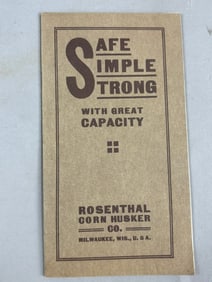 SAFE
SIMPLE
STRONG
WITH GREAT
CAPACITY
ROSENTHAL
CORN HUSKER
CO.
MILWAUKEE, WIS., U.S.A.